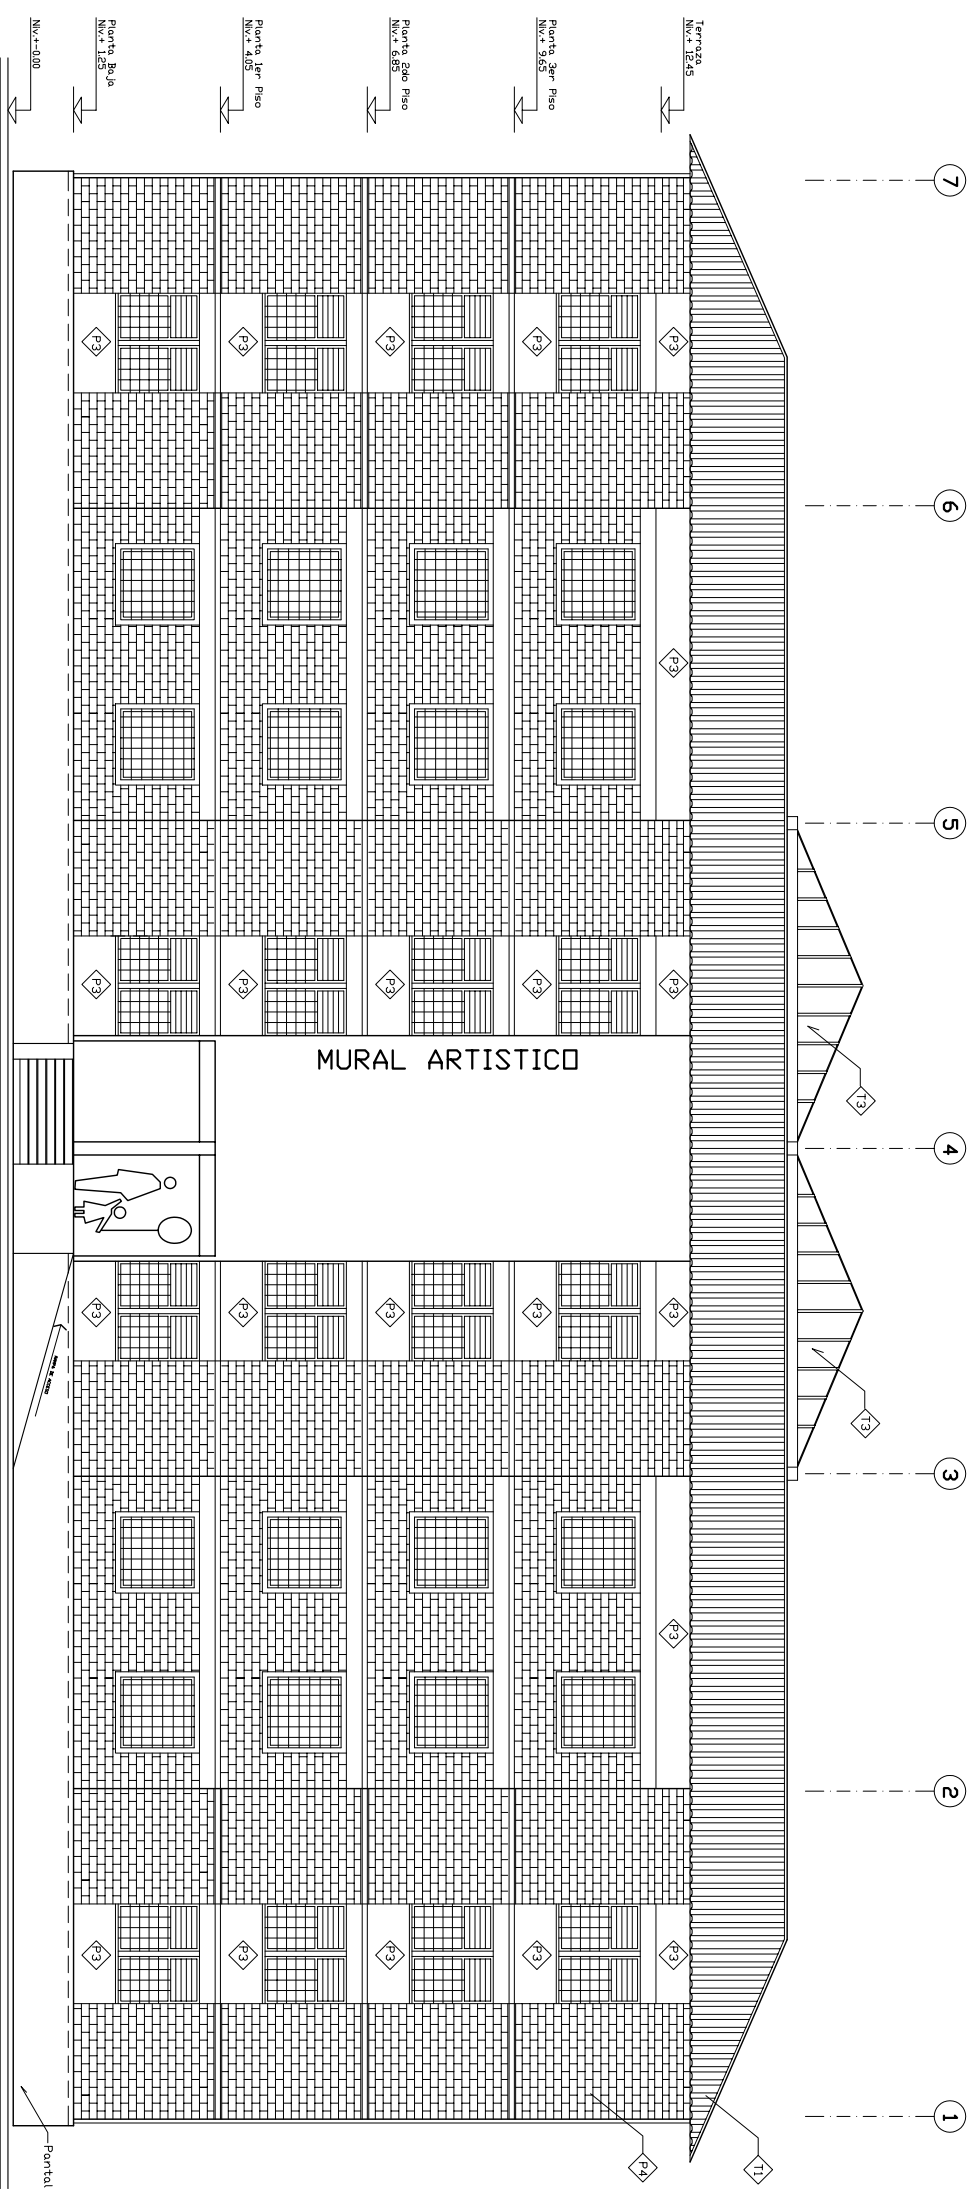 7 6 5 4 3 2 1
T3 T3
T1
Terraza
Niv.+ 12.45
P3 P3 P3 P3 P3 P3
P4
Planta 3er Piso
Niv.+ 9.65
P3 P3 P3 P3
MURAL ARTISTICO
Planta 2do Piso
Niv.+ 6.85
P3 P3 P3 P3
Planta 1er Piso
Niv.+ 4.05
P3 P3 P3 P3
Planta Baja
Niv.+ 1.25
P3 P3 P3 P3
RAMPA DE ACCESO
Niv.+-0.00
Pantal